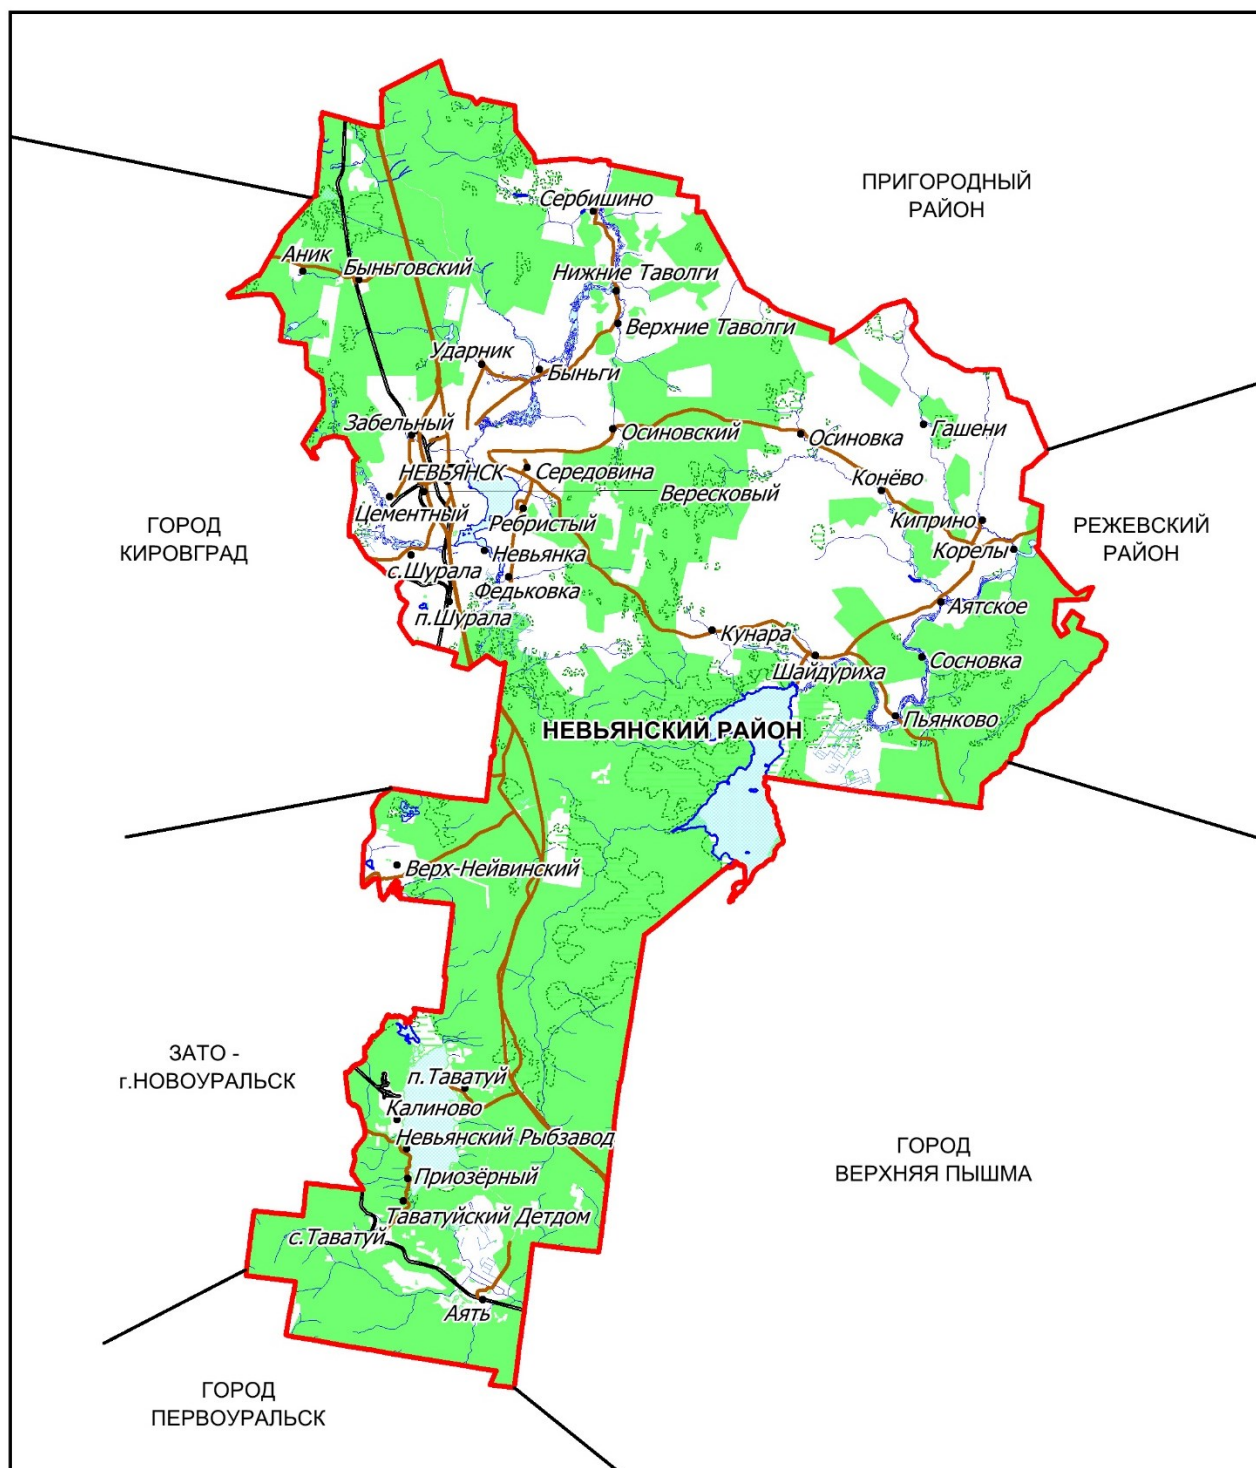 ПРИГОРОДНЫЙ
РАЙОН
Сербишино
Аник
Быньговский
Нижние Таволги
Верхние Таволги
Ударник
Быньги
Забельный
Осиновский
Осиновка
Гашени
НЕВЬЯНСК
Середовина
Конёво
Вересковый
Цементный
Ребристый
Киприно
ГОРОД
КИРОВГРАД
РЕЖЕВСКИЙ
РАЙОН
Невьянка
Корелы
с.Шурала
Федьковка
п.Шурала
Аятское
Кунара
Шайдуриха
Сосновка
Пьянково
НЕВЬЯНСКИЙ РАЙОН
Верх-Нейвинский
ЗАТО -
г.НОВОУРАЛЬСК
п.Таватуй
Калиново
Невьянский Рыбзавод
ГОРОД
ВЕРХНЯЯ ПЫШМА
Приозёрный
Таватуйский Детдом
с.Таватуй
Аять
ГОРОД
ПЕРВОУРАЛЬСК